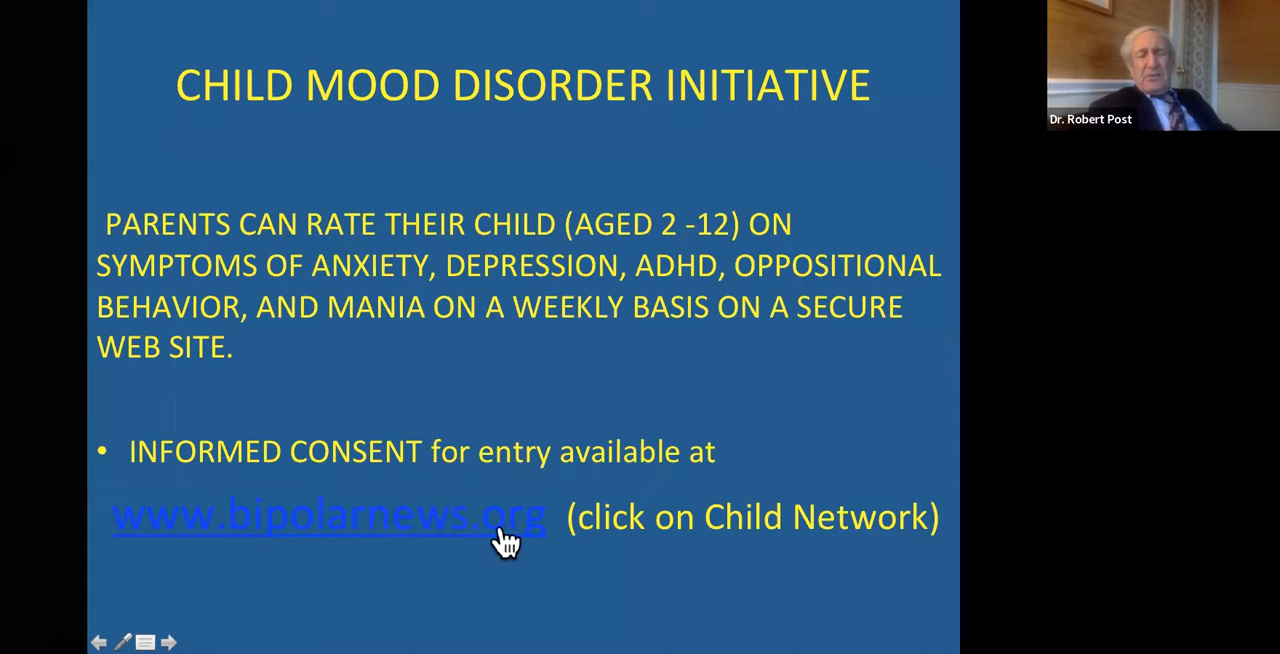 CHILD MOOD DISORDER INITIATIVE
PARENTS CAN RATE THEIR CHILD (AGED 2 -12) ON
SYMPTOMS OF ANXIETY, DEPRESSION, ADHD, OPPOSITIONAL
BEHAVIOR, AND MANIA ON A WEEKLY BASIS ON A SECURE
WEB SITE.
• INFORMED CONSENT for entry available at
www.bipolarnews.org (click on Child Network)
Dr. Robert Post